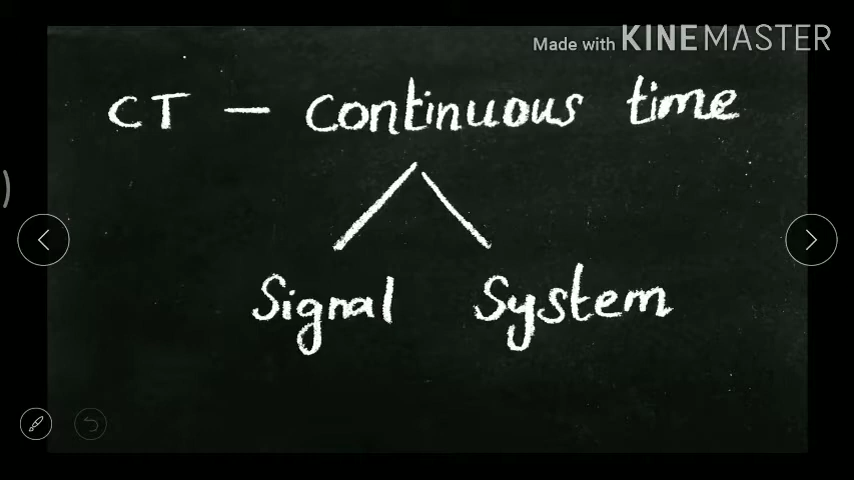 Made with KINEMASTER
CT - Continuous time
Signal System